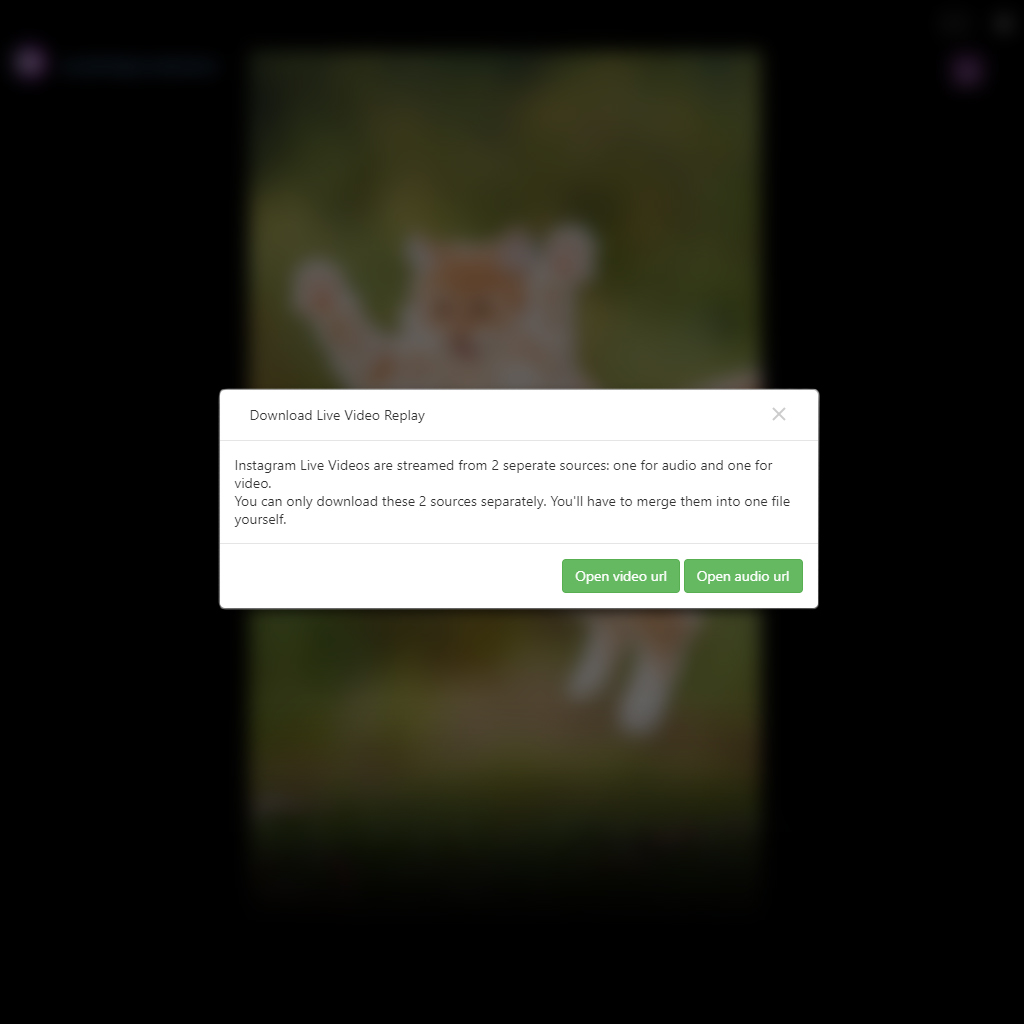 Download Live Video Replay
Instagram Live Videos are streamed from 2 seperate sources: one for audio and one for
video.
You can only download these 2 sources separately. You'll have to merge them into one file
yourself.
Open video url Open audio url